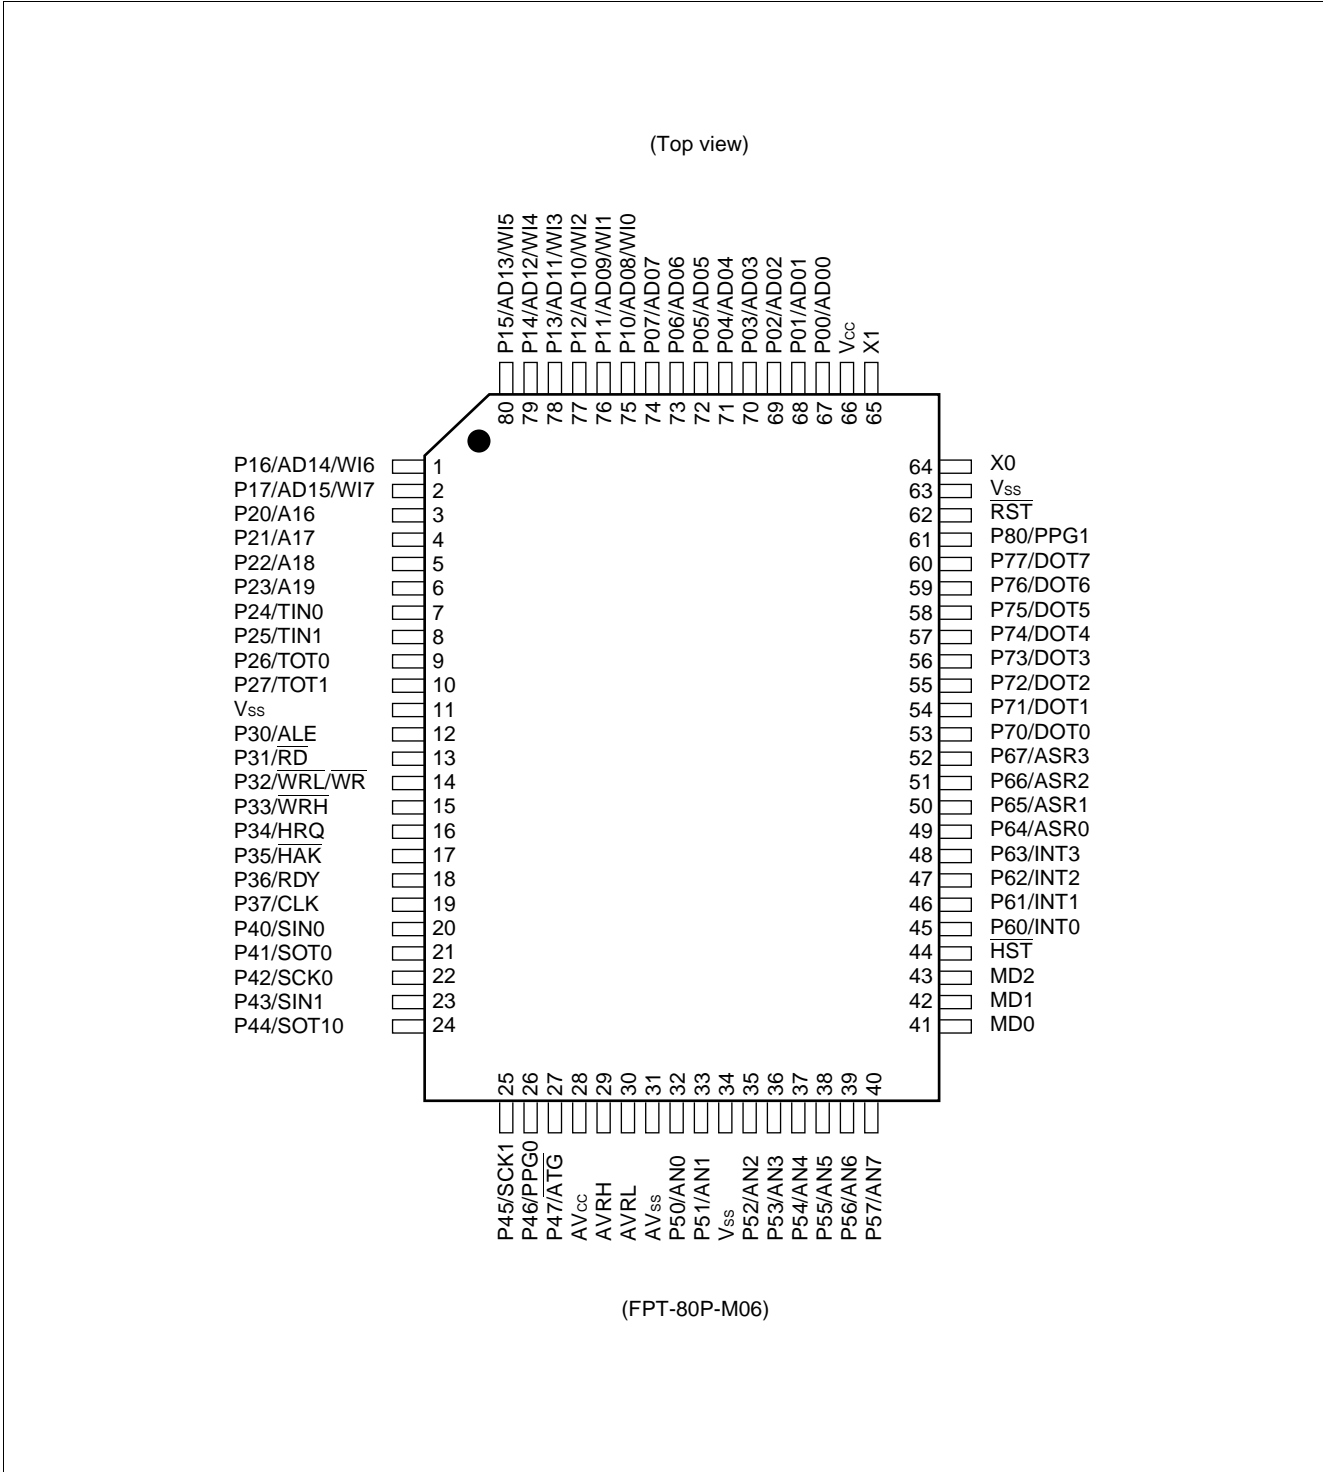 (Top view)
P15/AD13/WI5
P14/AD12/WI4
P13/AD11/WI3
P12/AD10/WI2
P11/AD09/WI1
P10/AD08/WI0
P07/AD07
P06/AD06
P05/AD05
P04/AD04
P03/AD03
P02/AD02
P01/AD01
P00/AD00
Vcc
X1
80 79 78 77 76 75 74 73 72 71 70 69 68 67 66 65
P16/AD14/WI6 1
P17/AD15/WI7 2
P20/A16 3
P21/A17 4
P22/A18 5
P23/A19 6
P24/TIN0 7
P25/TIN1 8
P26/TOT0 9
P27/TOT1 10
Vss 11
P30/ALE 12
P31/R̅D̅ 13
P32/W̅R̅L̅/W̅R̅ 14
P33/W̅R̅H̅ 15
P34/HRQ 16
P35/H̅A̅K̅ 17
P36/RDY 18
P37/CLK 19
P40/SIN0 20
P41/SOT0 21
P42/SCK0 22
P43/SIN1 23
P44/SOT10 24
64 X0
63 Vss
62 R̅S̅T̅
61 P80/PPG1
60 P77/DOT7
59 P76/DOT6
58 P75/DOT5
57 P74/DOT4
56 P73/DOT3
55 P72/DOT2
54 P71/DOT1
53 P70/DOT0
52 P67/ASR3
51 P66/ASR2
50 P65/ASR1
49 P64/ASR0
48 P63/INT3
47 P62/INT2
46 P61/INT1
45 P60/INT0
44 H̅S̅T̅
43 MD2
42 MD1
41 MD0
25 26 27 28 29 30 31 32 33 34 35 36 37 38 39 40
P45/SCK1
P46/PPG0
P47/A̅T̅G̅
AVcc
AVRH
AVRL
AVss
P50/AN0
P51/AN1
Vss
P52/AN2
P53/AN3
P54/AN4
P55/AN5
P56/AN6
P57/AN7
(FPT-80P-M06)